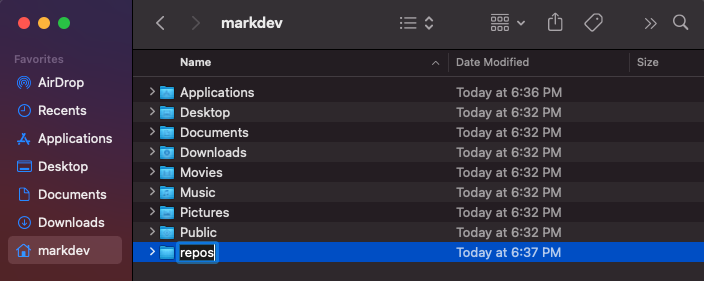 markdev
Favorites
AirDrop
Recents
Applications
Desktop
Documents
Downloads
markdev
Name Date Modified Size
Applications Today at 6:36 PM
Desktop Today at 6:32 PM
Documents Today at 6:32 PM
Downloads Today at 6:32 PM
Movies Today at 6:32 PM
Music Today at 6:32 PM
Pictures Today at 6:32 PM
Public Today at 6:32 PM
repos Today at 6:37 PM